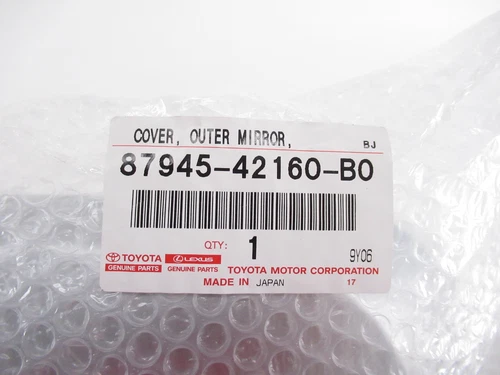 COVER, OUTER MIRROR, BJ
87945-42160-B0
QTY: 1 9Y06
TOYOTA LEXUS
GENUINE PARTS GENUINE PARTS TOYOTA MOTOR CORPORATION
MADE IN JAPAN 17